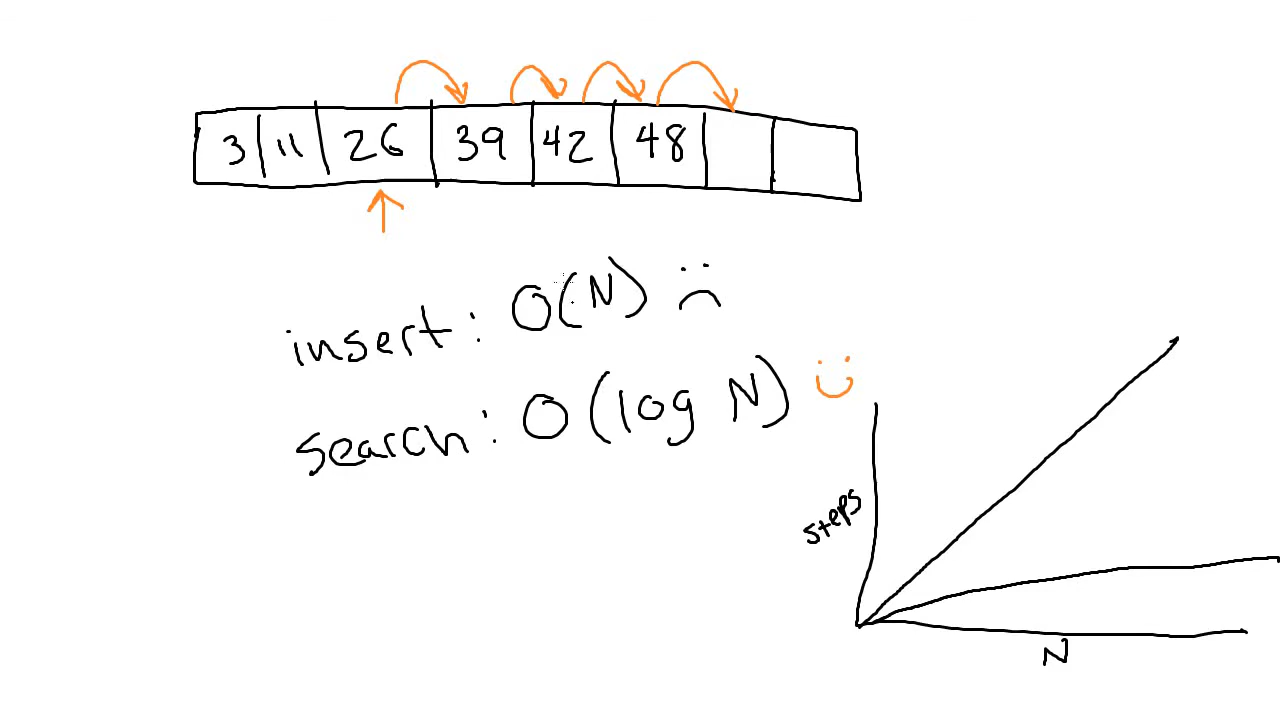 3 11 26 39 42 48
insert: O(N) :(
search: O(log N) :)
steps
N